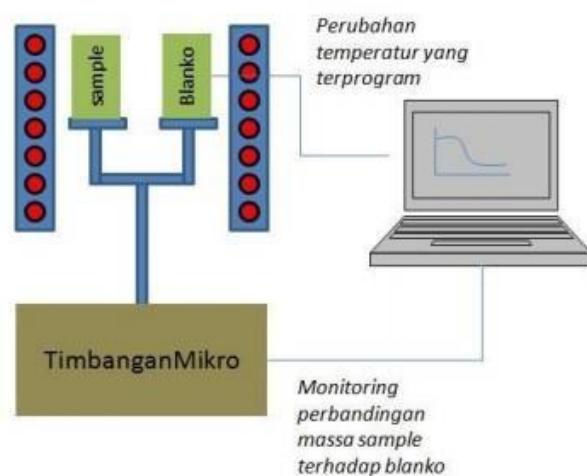 sample
Blanko
Perubahan
temperatur yang
terprogram
TimbanganMikro
Monitoring
perbandingan
massa sample
terhadap blanko